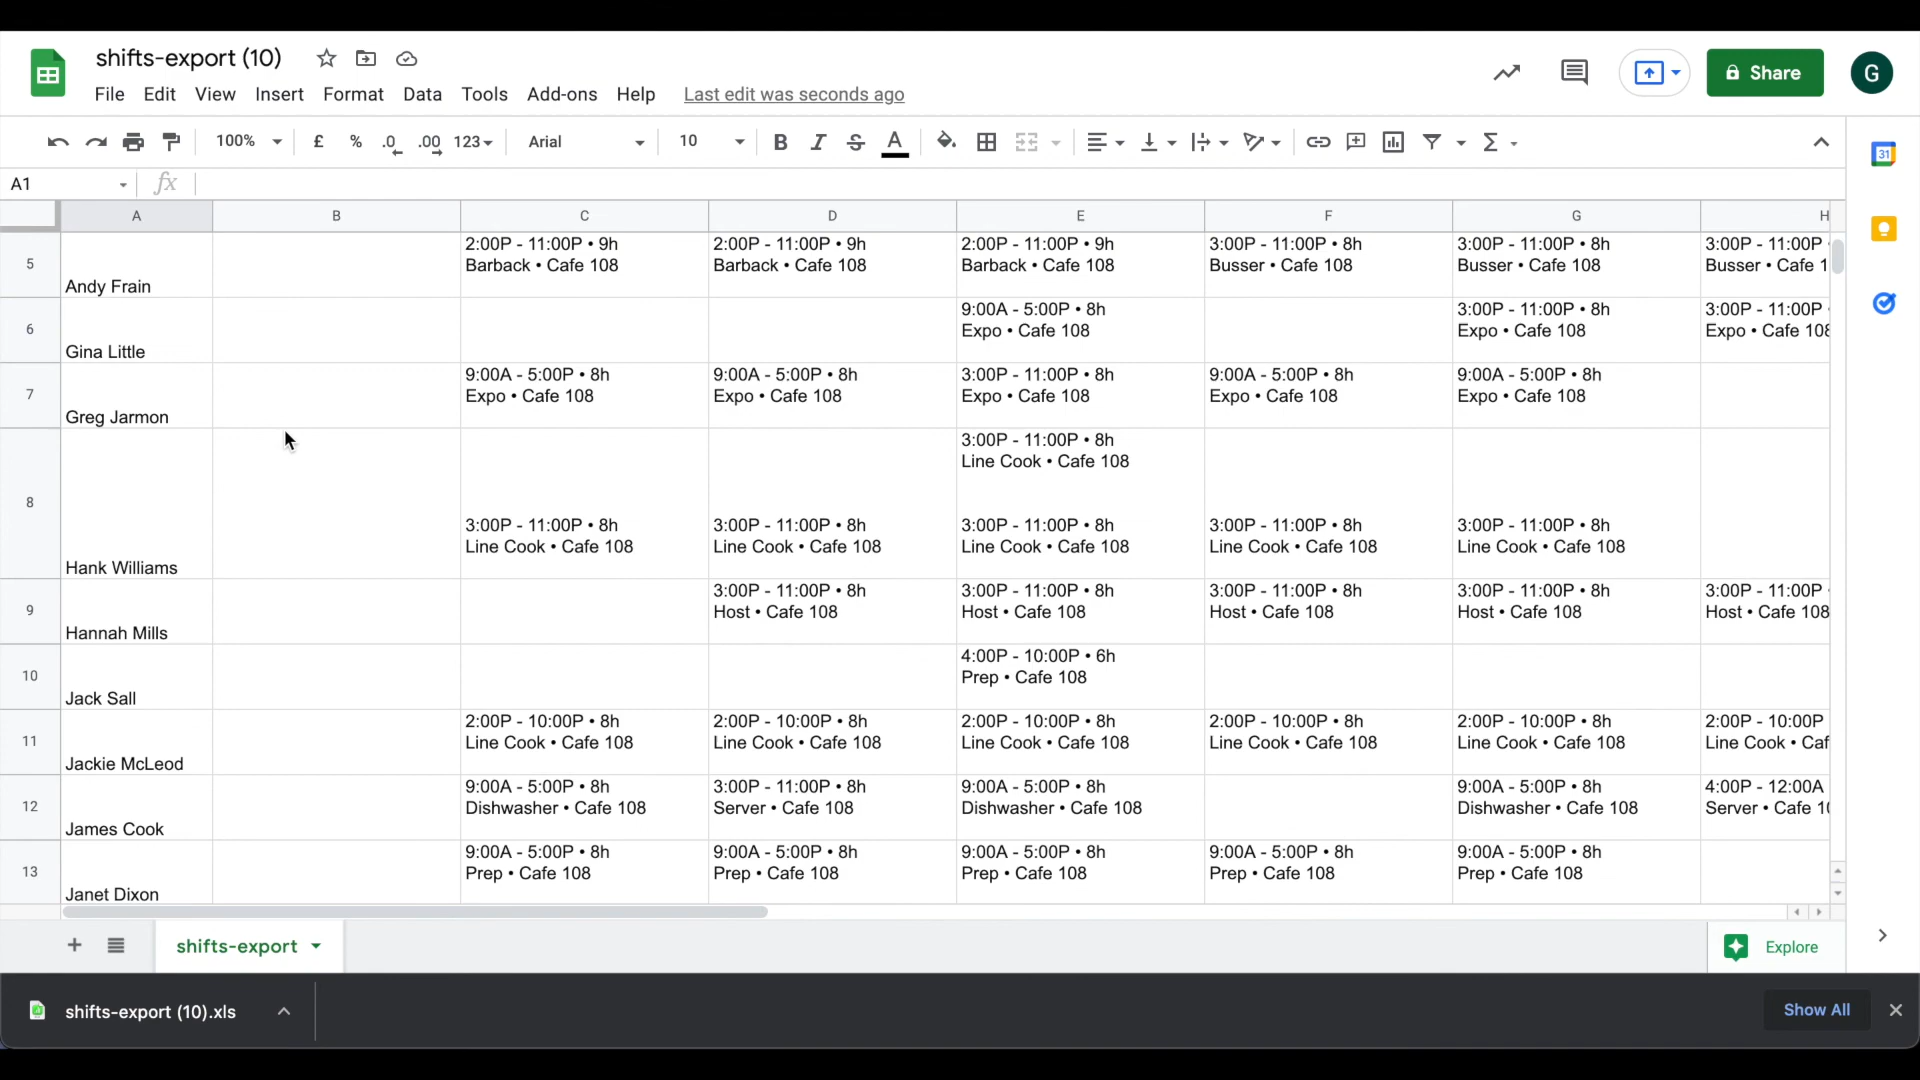 shifts-export (10)
File Edit View Insert Format Data Tools Add-ons Help Last edit was seconds ago
Share
G
100% £ % .0 .00 123 Arial 10 B I S A
31
A1 fx
A B C D E F G H
5 Andy Frain
2:00P - 11:00P • 9h 2:00P - 11:00P • 9h 2:00P - 11:00P • 9h 3:00P - 11:00P • 8h 3:00P - 11:00P • 8h 3:00P - 11:00P
Barback • Cafe 108 Barback • Cafe 108 Barback • Cafe 108 Busser • Cafe 108 Busser • Cafe 108 Busser • Cafe 1
6 Gina Little
9:00A - 5:00P • 8h 3:00P - 11:00P • 8h 3:00P - 11:00P
Expo • Cafe 108 Expo • Cafe 108 Expo • Cafe 108
7 Greg Jarmon
9:00A - 5:00P • 8h 9:00A - 5:00P • 8h 3:00P - 11:00P • 8h 9:00A - 5:00P • 8h 9:00A - 5:00P • 8h
Expo • Cafe 108 Expo • Cafe 108 Expo • Cafe 108 Expo • Cafe 108 Expo • Cafe 108
8 Hank Williams
3:00P - 11:00P • 8h
Line Cook • Cafe 108
3:00P - 11:00P • 8h 3:00P - 11:00P • 8h 3:00P - 11:00P • 8h 3:00P - 11:00P • 8h 3:00P - 11:00P • 8h
Line Cook • Cafe 108 Line Cook • Cafe 108 Line Cook • Cafe 108 Line Cook • Cafe 108 Line Cook • Cafe 108
9 Hannah Mills
3:00P - 11:00P • 8h 3:00P - 11:00P • 8h 3:00P - 11:00P • 8h 3:00P - 11:00P • 8h 3:00P - 11:00P
Host • Cafe 108 Host • Cafe 108 Host • Cafe 108 Host • Cafe 108 Host • Cafe 108
10 Jack Sall
4:00P - 10:00P • 6h
Prep • Cafe 108
11 Jackie McLeod
2:00P - 10:00P • 8h 2:00P - 10:00P • 8h 2:00P - 10:00P • 8h 2:00P - 10:00P • 8h 2:00P - 10:00P • 8h 2:00P - 10:00P
Line Cook • Cafe 108 Line Cook • Cafe 108 Line Cook • Cafe 108 Line Cook • Cafe 108 Line Cook • Cafe 108 Line Cook • Caf
12 James Cook
9:00A - 5:00P • 8h 3:00P - 11:00P • 8h 9:00A - 5:00P • 8h 9:00A - 5:00P • 8h 4:00P - 12:00A
Dishwasher • Cafe 108 Server • Cafe 108 Dishwasher • Cafe 108 Dishwasher • Cafe 108 Server • Cafe 10
13 Janet Dixon
9:00A - 5:00P • 8h 9:00A - 5:00P • 8h 9:00A - 5:00P • 8h 9:00A - 5:00P • 8h 9:00A - 5:00P • 8h
Prep • Cafe 108 Prep • Cafe 108 Prep • Cafe 108 Prep • Cafe 108 Prep • Cafe 108
shifts-export
Explore
shifts-export (10).xls
Show All